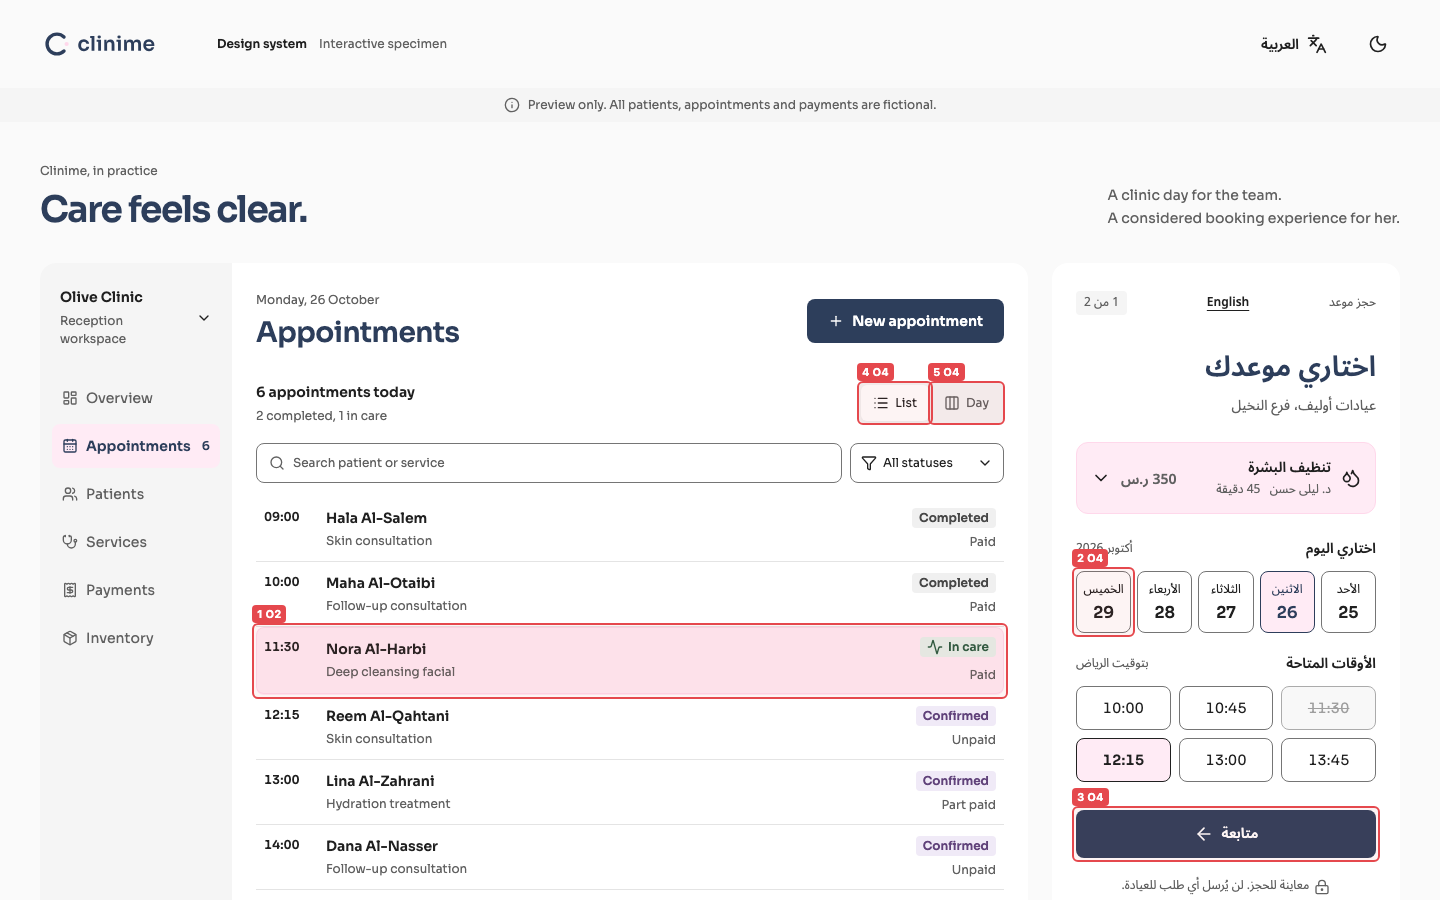 clinime
Design system
Interactive specimen
العربية
Preview only. All patients, appointments and payments are fictional.
Clinime, in practice
Care feels clear.
A clinic day for the team.
A considered booking experience for her.
Olive Clinic
Reception
workspace
Overview
Appointments 6
Patients
Services
Payments
Inventory
Monday, 26 October
Appointments
New appointment
6 appointments today
2 completed, 1 in care
4 04
List
5 04
Day
Search patient or service
All statuses
09:00 Hala Al-Salem Completed
Skin consultation Paid
10:00 Maha Al-Otaibi Completed
Follow-up consultation Paid
1 02
11:30 Nora Al-Harbi In care
Deep cleansing facial Paid
12:15 Reem Al-Qahtani Confirmed
Skin consultation Unpaid
13:00 Lina Al-Zahrani Confirmed
Hydration treatment Part paid
14:00 Dana Al-Nasser Confirmed
Follow-up consultation Unpaid
حجز موعد
English
1 من 2
اختاري موعدك
عيادات أوليف، فرع النخيل
تنظيف البشرة
د. ليلى حسن 45 دقيقة
350 ر.س
اختاري اليوم
أكتوبر 2026
2 04
الأحد
25
الاثنين
26
الثلاثاء
27
الأربعاء
28
الخميس
29
الأوقات المتاحة
بتوقيت الرياض
11:30
10:45
10:00
13:45
13:00
12:15
3 04
متابعة
معاينة للحجز. لن يُرسل أي طلب للعيادة.